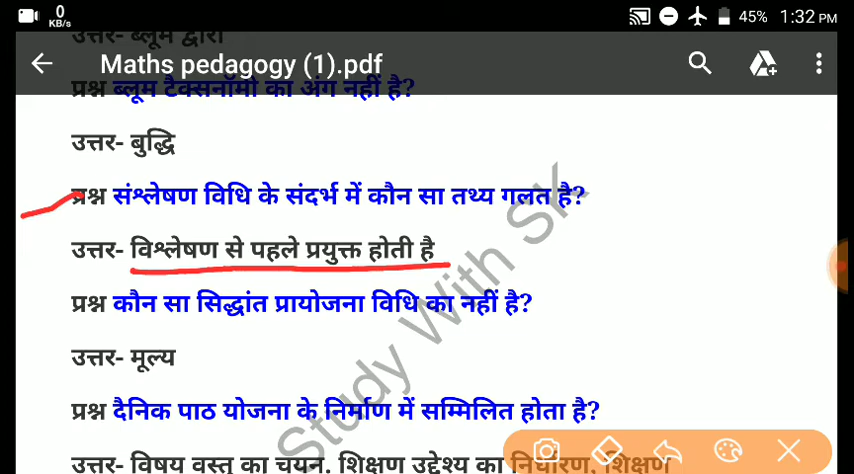 0
KB/s
45% 1:32 PM
उत्तर- ब्लूम द्वारा
Maths pedagogy (1).pdf
प्रश्न ब्लूम टैक्सनॉमी का अंग नहीं है?
उत्तर- बुद्धि
प्रश्न संश्लेषण विधि के संदर्भ में कौन सा तथ्य गलत है?
उत्तर- विश्लेषण से पहले प्रयुक्त होती है
प्रश्न कौन सा सिद्धांत प्रायोजना विधि का नहीं है?
उत्तर- मूल्य
प्रश्न दैनिक पाठ योजना के निर्माण में सम्मिलित होता है?
उत्तर- विषय वस्तु का चयन, शिक्षण उद्देश्य का निर्धारण, शिक्षण
Study With SK